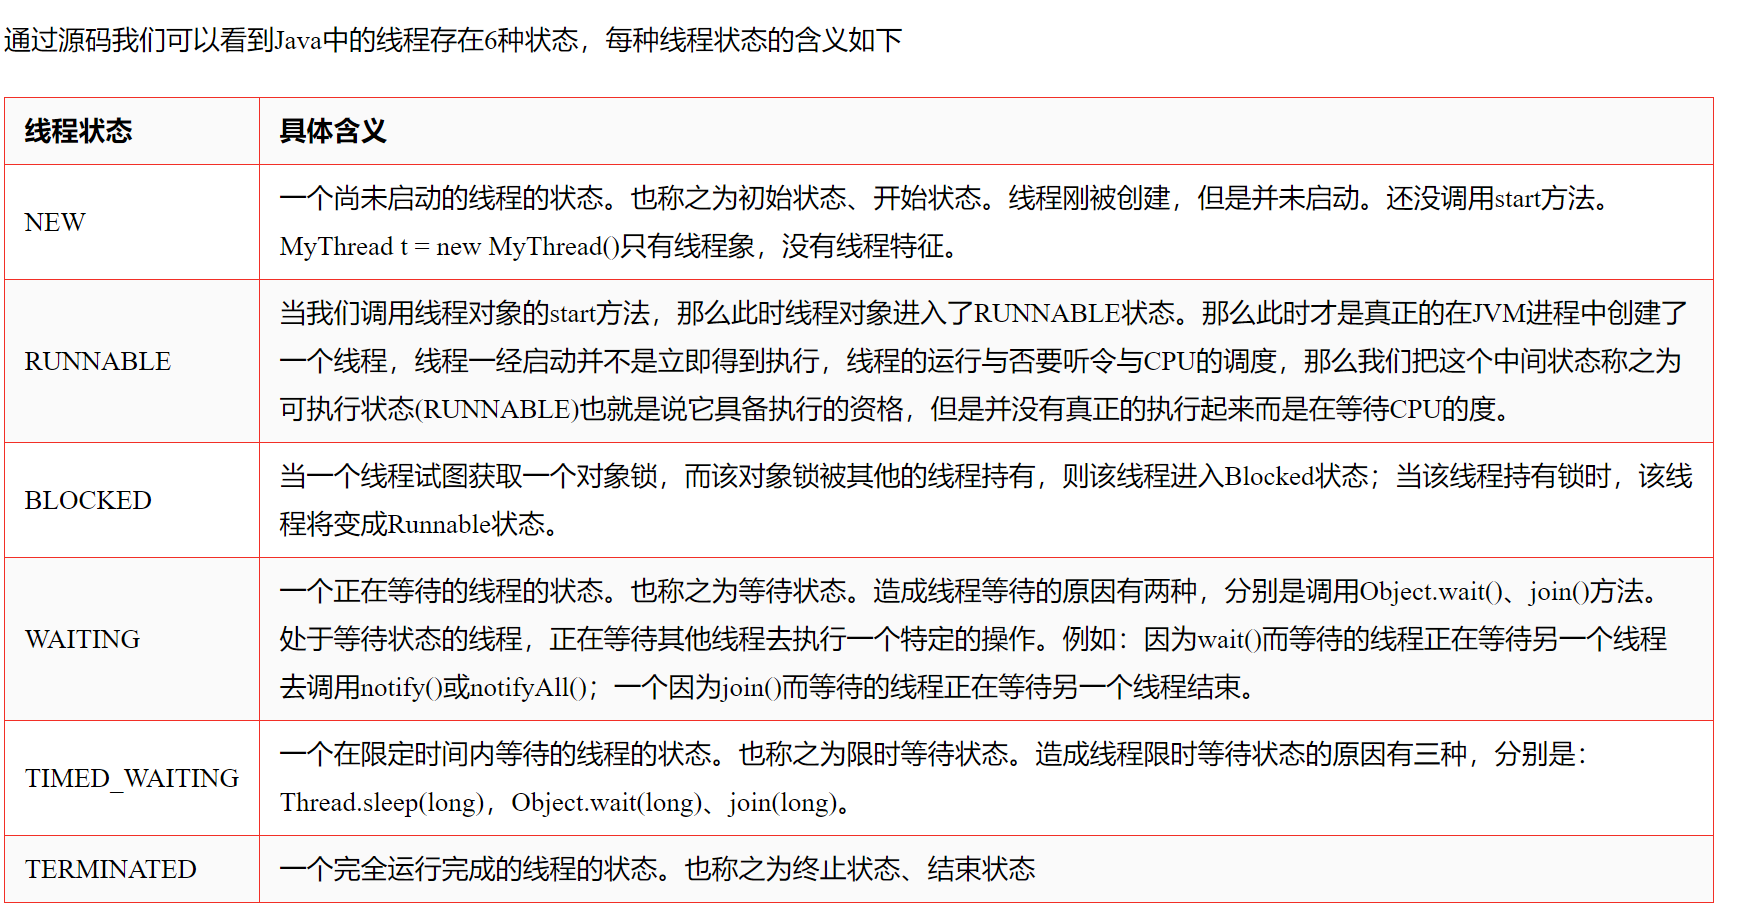 通过源码我们可以看到Java中的线程存在6种状态，每种线程状态的含义如下
线程状态
具体含义
NEW
一个尚未启动的线程的状态。也称之为初始状态、开始状态。线程刚被创建，但是并未启动。还没调用start方法。
MyThread t = new MyThread()只有线程象，没有线程特征。
RUNNABLE
当我们调用线程对象的start方法，那么此时线程对象进入了RUNNABLE状态。那么此时才是真正的在JVM进程中创建了
一个线程，线程一经启动并不是立即得到执行，线程的运行与否要听令与CPU的调度，那么我们把这个中间状态称之为
可执行状态(RUNNABLE)也就是说它具备执行的资格，但是并没有真正的执行起来而是在等待CPU的度。
BLOCKED
当一个线程试图获取一个对象锁，而该对象锁被其他的线程持有，则该线程进入Blocked状态；当该线程持有锁时，该线
程将变成Runnable状态。
WAITING
一个正在等待的线程的状态。也称之为等待状态。造成线程等待的原因有两种，分别是调用Object.wait()、join()方法。
处于等待状态的线程，正在等待其他线程去执行一个特定的操作。例如：因为wait()而等待的线程正在等待另一个线程
去调用notify()或notifyAll()；一个因为join()而等待的线程正在等待另一个线程结束。
TIMED_WAITING
一个在限定时间内等待的线程的状态。也称之为限时等待状态。造成线程限时等待状态的原因有三种，分别是：
Thread.sleep(long)，Object.wait(long)、join(long)。
TERMINATED
一个完全运行完成的线程的状态。也称之为终止状态、结束状态